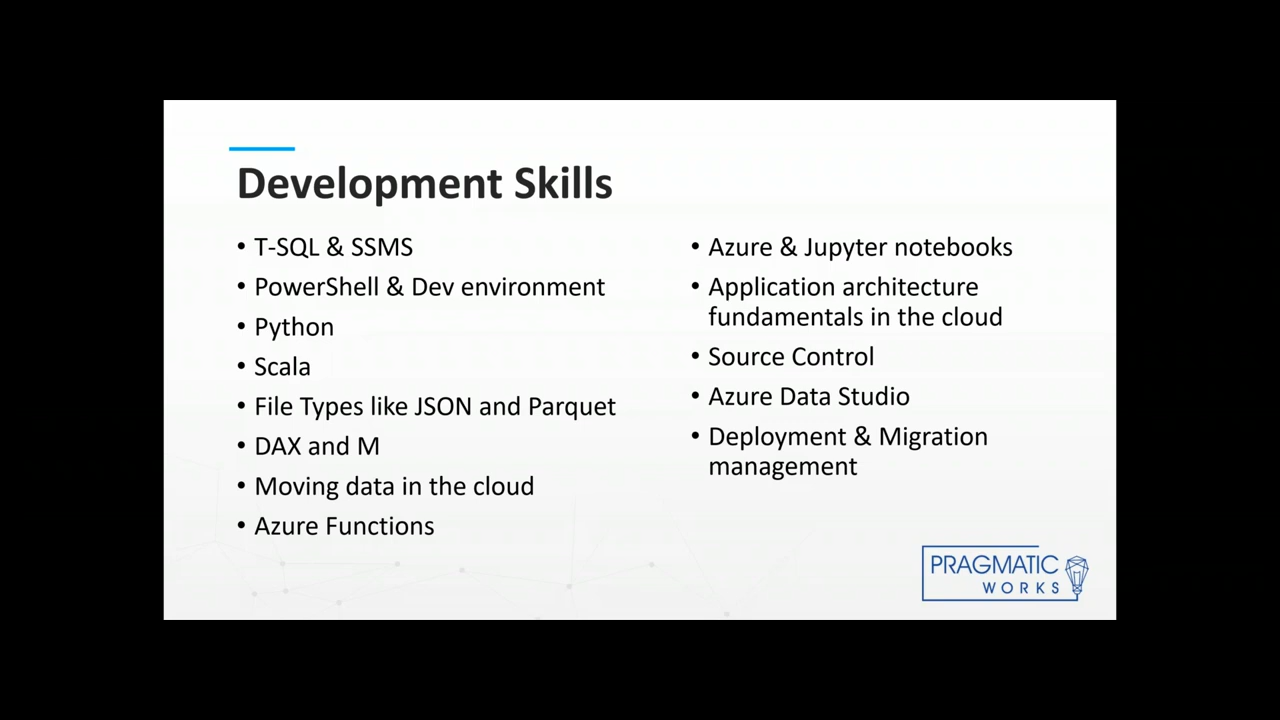 Development Skills
• T-SQL & SSMS
• PowerShell & Dev environment
• Python
• Scala
• File Types like JSON and Parquet
• DAX and M
• Moving data in the cloud
• Azure Functions
• Azure & Jupyter notebooks
• Application architecture
fundamentals in the cloud
• Source Control
• Azure Data Studio
• Deployment & Migration
management
PRAGMATIC
WORKS